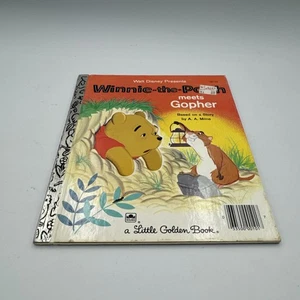 Walt Disney Presents
Winnie-the-Pooh
meets
Gopher
Based on a Story
by A. A. Milne
a Little Golden Book®